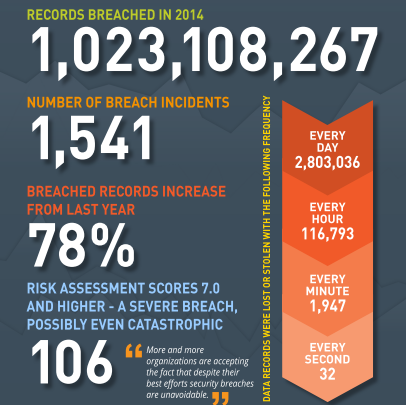 RECORDS BREACHED IN 2014
1,023,108,267
NUMBER OF BREACH INCIDENTS
1,541
BREACHED RECORDS INCREASE
FROM LAST YEAR
78%
RISK ASSESSMENT SCORES 7.0
AND HIGHER - A SEVERE BREACH,
POSSIBLY EVEN CATASTROPHIC
106
“ More and more
organizations are accepting
the fact that despite their
best efforts security breaches
are unavoidable. ”
DATA RECORDS WERE LOST OR STOLEN WITH THE FOLLOWING FREQUENCY
EVERY
DAY
2,803,036
EVERY
HOUR
116,793
EVERY
MINUTE
1,947
EVERY
SECOND
32